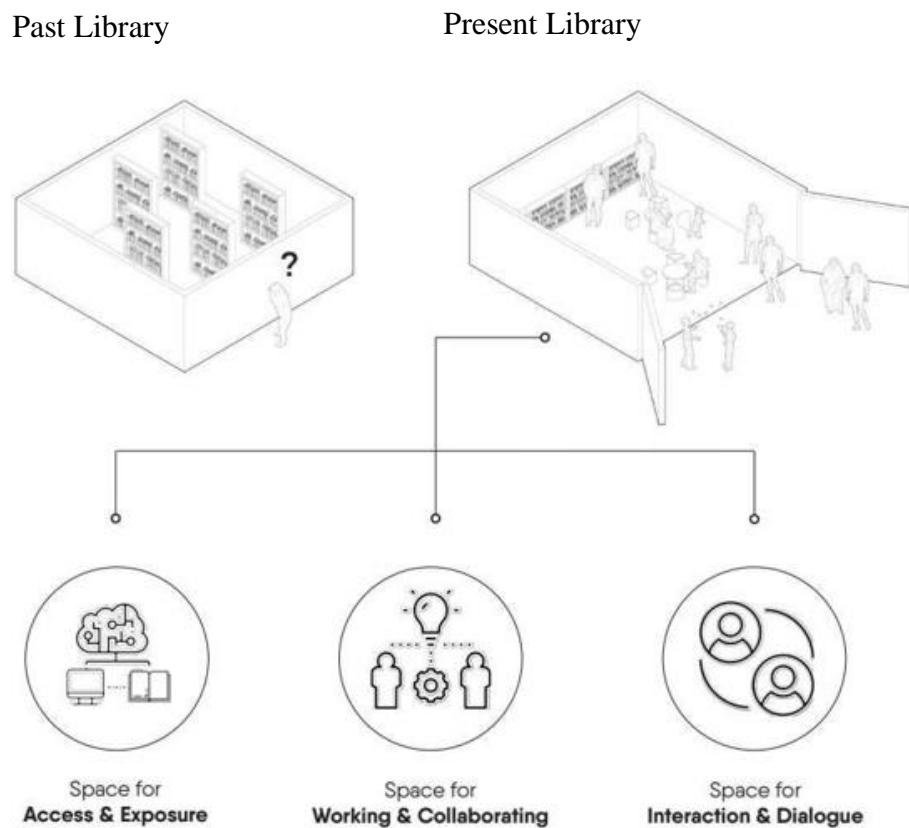 Past Library
Present Library
?
Space for
Access & Exposure
Space for
Working & Collaborating
Space for
Interaction & Dialogue